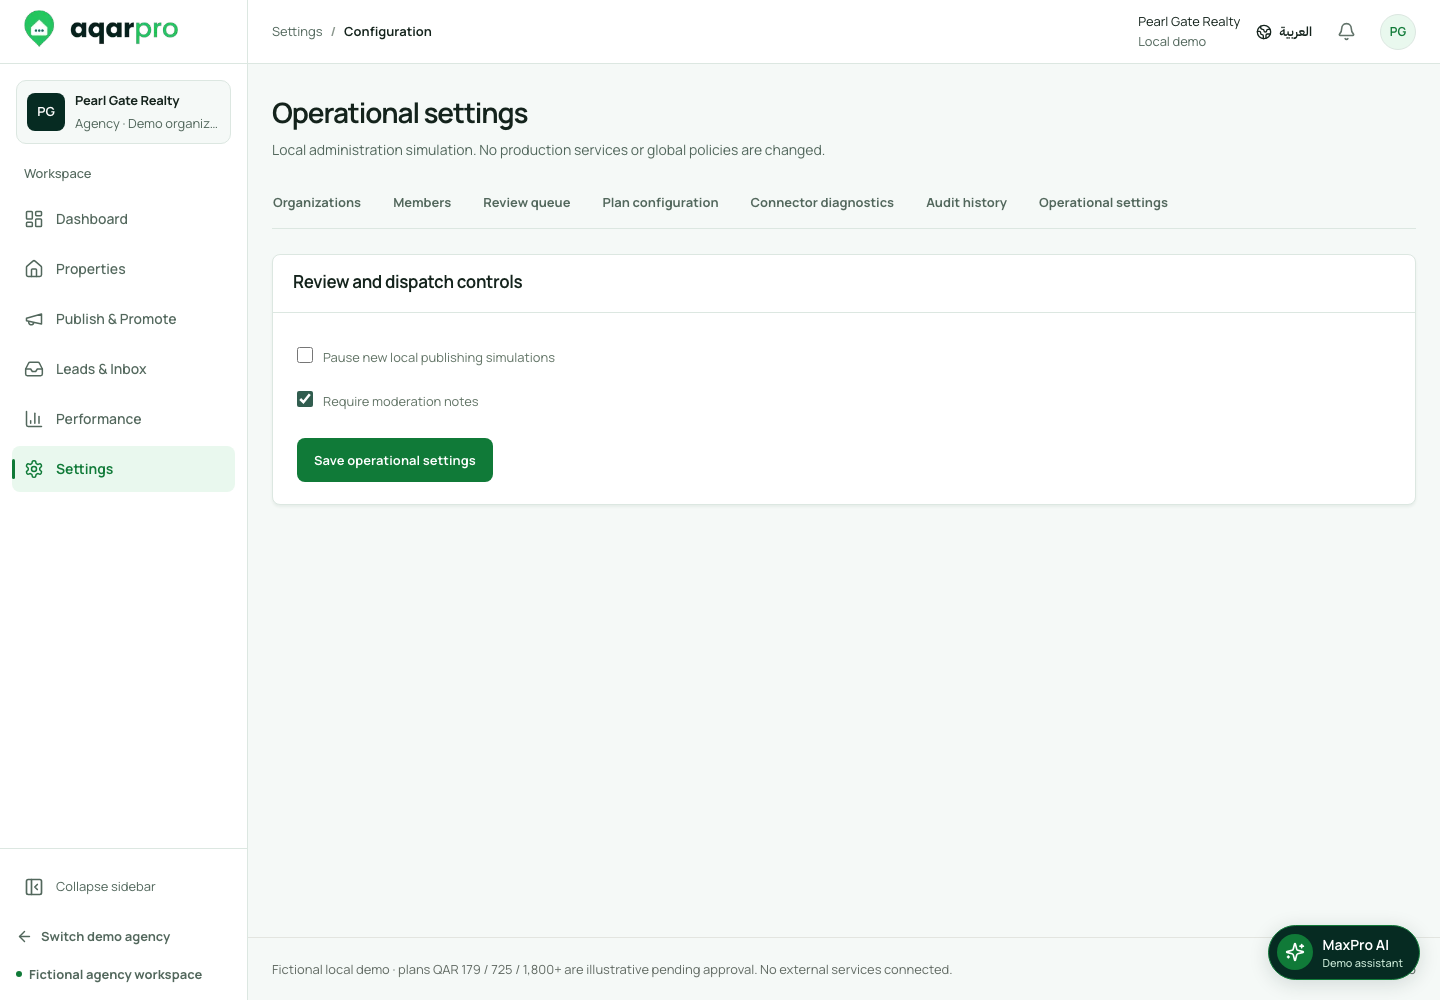 aqarpro
Settings / Configuration
Pearl Gate Realty
Local demo
العربية
PG
PG
Pearl Gate Realty
Agency · Demo organiz...
Workspace
Dashboard
Properties
Publish & Promote
Leads & Inbox
Performance
Settings
Collapse sidebar
Switch demo agency
Fictional agency workspace
Operational settings
Local administration simulation. No production services or global policies are changed.
Organizations Members Review queue Plan configuration Connector diagnostics Audit history Operational settings
Review and dispatch controls
Pause new local publishing simulations
Require moderation notes
Save operational settings
Fictional local demo · plans QAR 179 / 725 / 1,800+ are illustrative pending approval. No external services connected.
MaxPro AI
Demo assistant